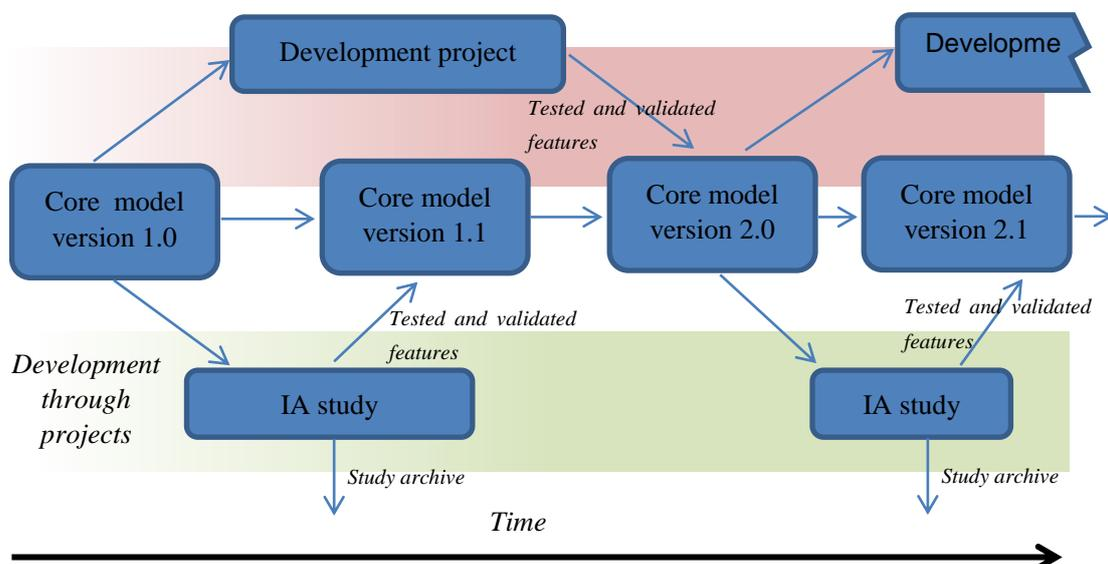 Development project
Developme
Tested and validated
features
Core model
version 1.0
Core model
version 1.1
Core model
version 2.0
Core model
version 2.1
Tested and validated
features
Tested and validated
features
Development
through
projects
IA study
IA study
Study archive
Study archive
Time